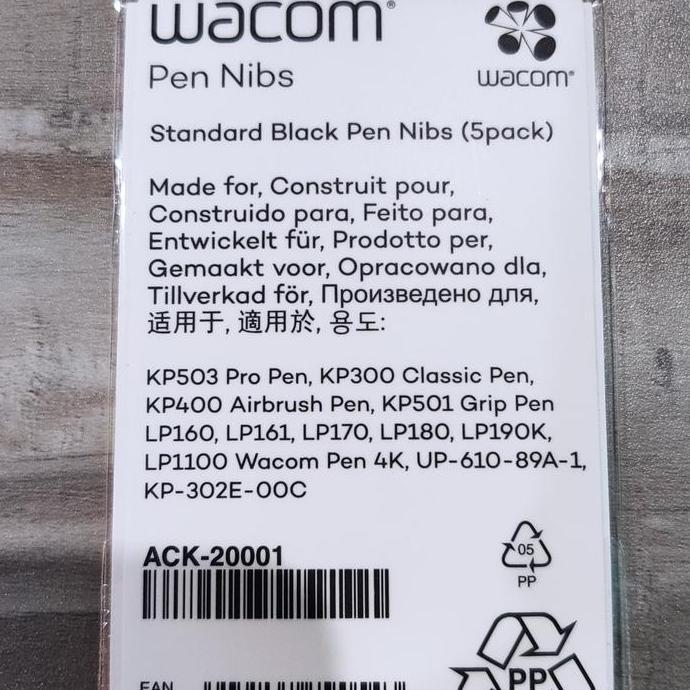 wacom®
Pen Nibs
wacom®
Standard Black Pen Nibs (5pack)
Made for, Construit pour,
Construido para, Feito para,
Entwickelt für, Prodotto per,
Gemaakt voor, Opracowano dla,
Tillverkad för, Произведено для,
适用于, 適用於, 용도:
KP503 Pro Pen, KP300 Classic Pen,
KP400 Airbrush Pen, KP501 Grip Pen
LP160, LP161, LP170, LP180, LP190K,
LP1100 Wacom Pen 4K, UP-610-89A-1,
KP-302E-00C
ACK-20001
05
PP
EAN
PP